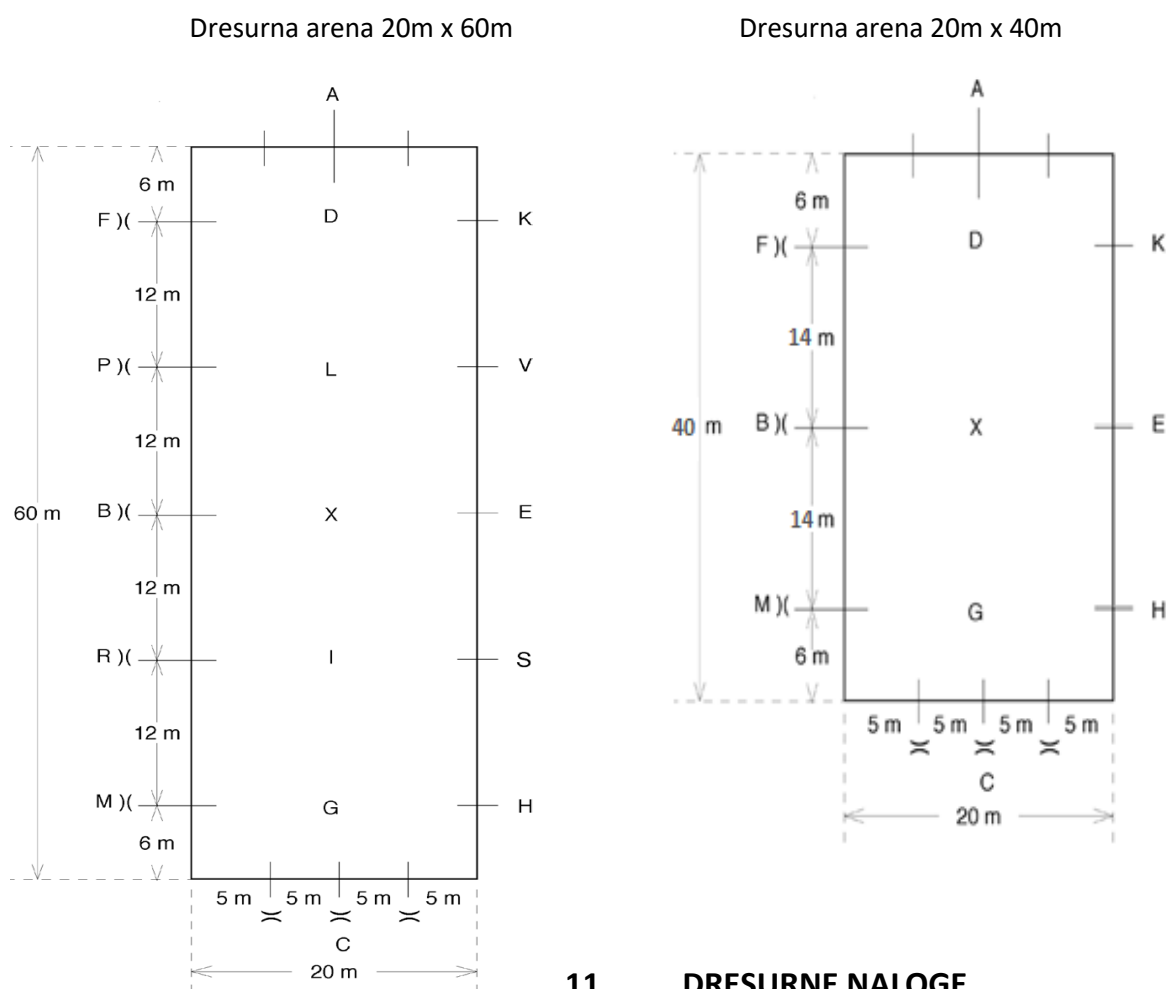 Dresurna arena 20m x 60m
A
6 m
F )( D K
12 m
P )( L V
12 m
60 m B )( X E
12 m
R )( I S
12 m
M )( G H
6 m
5 m 5 m 5 m 5 m
)( )( )(
C
20 m
Dresurna arena 20m x 40m
A
6 m
F )( D K
14 m
40 m B )( X E
14 m
M )( G H
6 m
5 m 5 m 5 m 5 m
)( )( )(
C
20 m
11 DRESURNE NALOGE